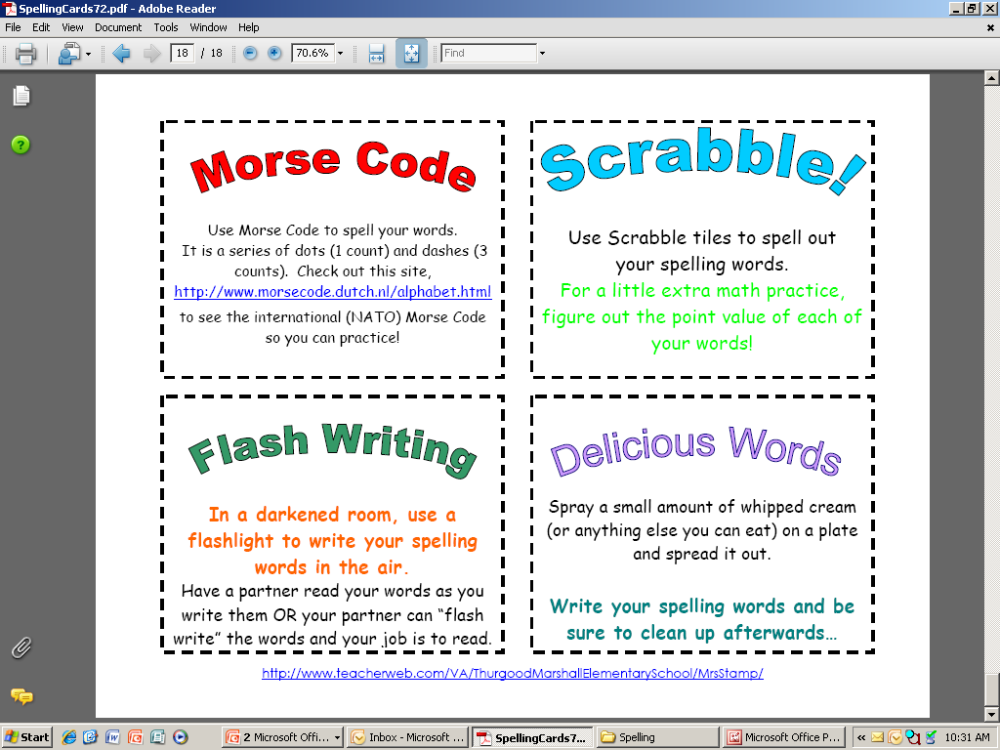 SpellingCards72.pdf - Adobe Reader
File Edit View Document Tools Window Help
18 / 18 70.6% Find
Morse Code
Use Morse Code to spell your words.
It is a series of dots (1 count) and dashes (3
counts). Check out this site,
http://www.morsecode.dutch.nl/alphabet.html
to see the international (NATO) Morse Code
so you can practice!
Scrabble!
Use Scrabble tiles to spell out
your spelling words.
For a little extra math practice,
figure out the point value of each of
your words!
Flash Writing
In a darkened room, use a
flashlight to write your spelling
words in the air.
Have a partner read your words as you
write them OR your partner can “flash
write” the words and your job is to read.
Delicious Words
Spray a small amount of whipped cream
(or anything else you can eat) on a plate
and spread it out.
Write your spelling words and be
sure to clean up afterwards…
http://www.teacherweb.com/VA/ThurgoodMarshallElementarySchool/MrsStamp/
Start 2 Microsoft Offi... Inbox - Microsoft ... SpellingCards7... Spelling Microsoft Office P... « 10:31 AM